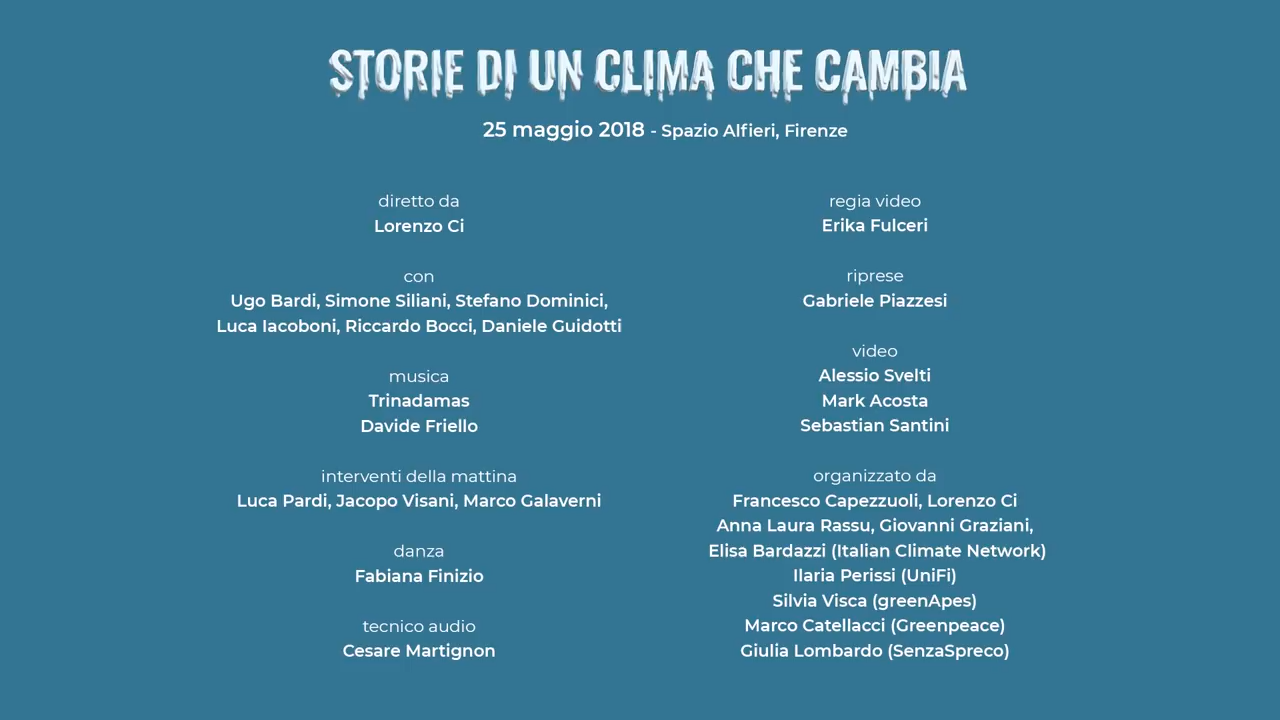 STORIE DI UN CLIMA CHE CAMBIA
25 maggio 2018 - Spazio Alfieri, Firenze
diretto da
Lorenzo Ci
con
Ugo Bardi, Simone Siliani, Stefano Dominici,
Luca Iacoboni, Riccardo Bocci, Daniele Guidotti
musica
Trinadamas
Davide Friello
interventi della mattina
Luca Pardi, Jacopo Visani, Marco Galaverni
danza
Fabiana Finizio
tecnico audio
Cesare Martignon
regia video
Erika Fulceri
riprese
Gabriele Piazzesi
video
Alessio Svelti
Mark Acosta
Sebastian Santini
organizzato da
Francesco Capezzuoli, Lorenzo Ci
Anna Laura Rassu, Giovanni Graziani,
Elisa Bardazzi (Italian Climate Network)
Ilaria Perissi (UniFi)
Silvia Visca (greenApes)
Marco Catellacci (Greenpeace)
Giulia Lombardo (SenzaSpreco)